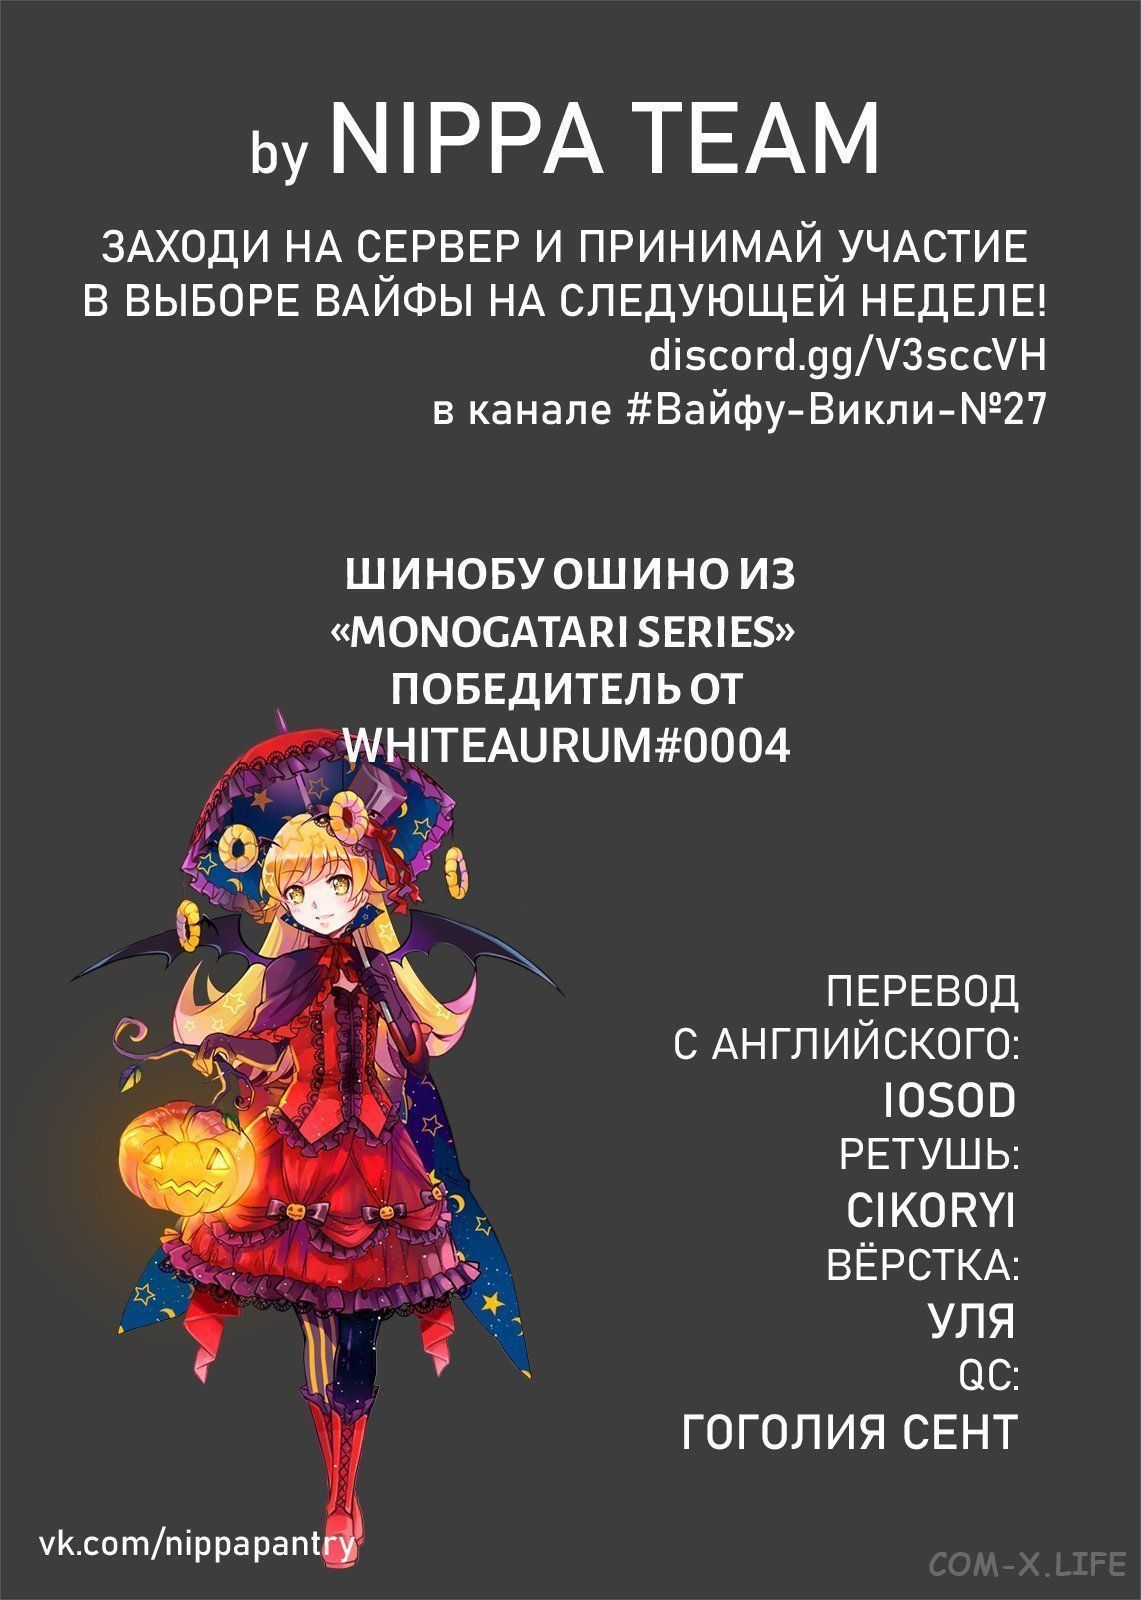 by NIPPA TEAM
ЗАХОДИ НА СЕРВЕР И ПРИНИМАЙ УЧАСТИЕ
В ВЫБОРЕ ВАЙФЫ НА СЛЕДУЮЩЕЙ НЕДЕЛЕ!
discord.gg/V3sccVH
в канале #Вайфу-Викли-№27
ШИНОБУ ОШИНО ИЗ
«MONOGATARI SERIES»
ПОБЕДИТЕЛЬ ОТ
WHITEAURUM#0004
ПЕРЕВОД
С АНГЛИЙСКОГО:
IOSOD
РЕТУШЬ:
CIKORYI
ВЁРСТКА:
УЛЯ
QC:
ГОГОЛИЯ СЕНТ
vk.com/nippapantry
COM-X.LIFE